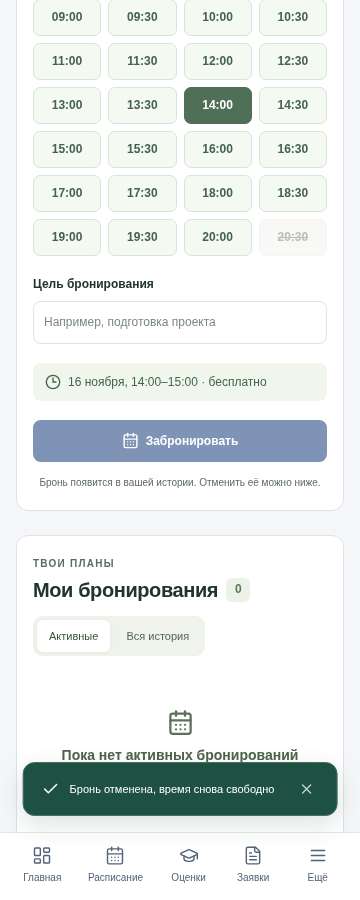 09:00 09:30 10:00 10:30
11:00 11:30 12:00 12:30
13:00 13:30 14:00 14:30
15:00 15:30 16:00 16:30
17:00 17:30 18:00 18:30
19:00 19:30 20:00 20:30
Цель бронирования
Например, подготовка проекта
16 ноября, 14:00–15:00 · бесплатно
Забронировать
Бронь появится в вашей истории. Отменить её можно ниже.
ТВОИ ПЛАНЫ
Мои бронирования 0
Активные Вся история
Пока нет активных бронирований
Бронь отменена, время снова свободно
Главная Расписание Оценки Заявки Ещё